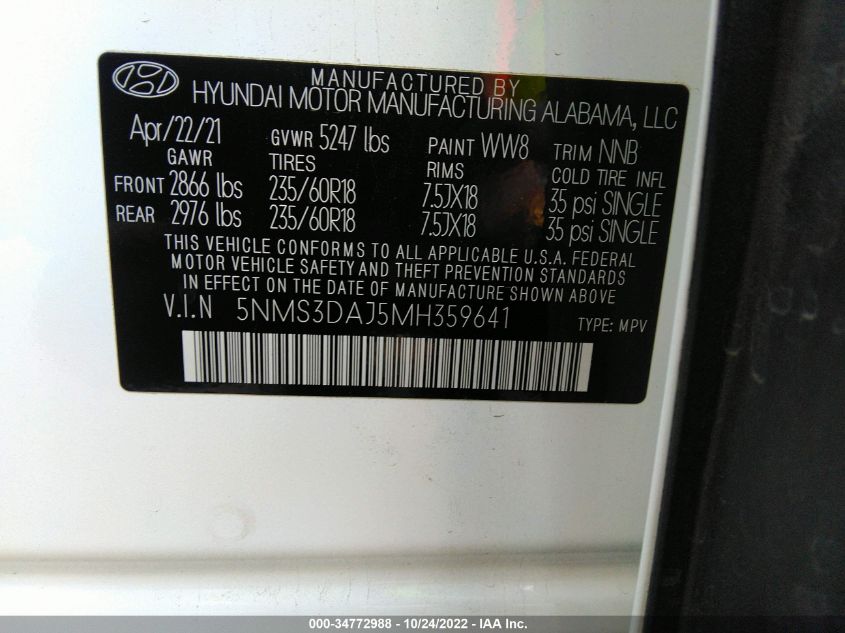 MANUFACTURED BY
HYUNDAI MOTOR MANUFACTURING ALABAMA, LLC
Apr/22/21 GVWR 5247 lbs PAINT WW8 TRIM NNB
GAWR TIRES RIMS COLD TIRE INFL
FRONT 2866 lbs 235/60R18 7.5JX18 35 psi SINGLE
REAR 2976 lbs 235/60R18 7.5JX18 35 psi SINGLE
THIS VEHICLE CONFORMS TO ALL APPLICABLE U.S.A. FEDERAL
MOTOR VEHICLE SAFETY AND THEFT PREVENTION STANDARDS
IN EFFECT ON THE DATE OF MANUFACTURE SHOWN ABOVE
V.I.N 5NMS3DAJ5MH359641 TYPE: MPV
000-34772988 - 10/24/2022 - IAA Inc.